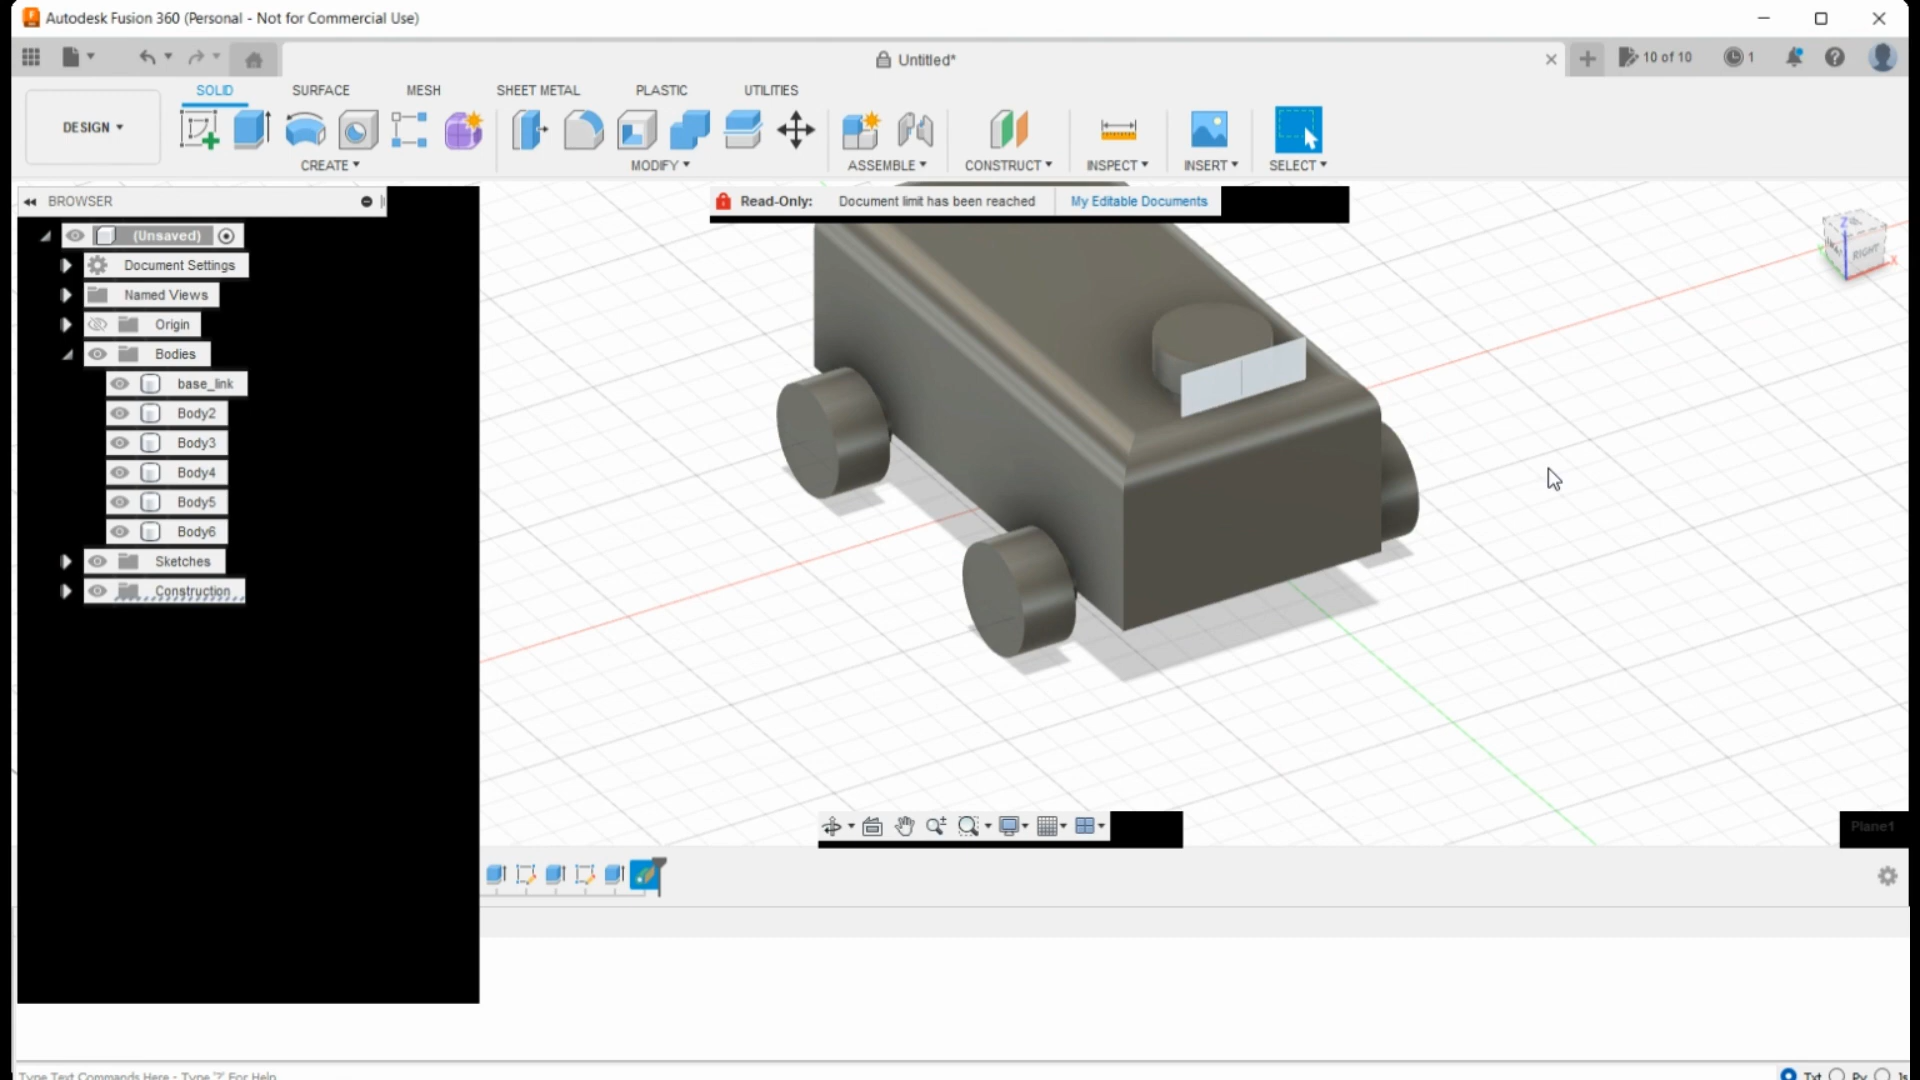 Autodesk Fusion 360 (Personal - Not for Commercial Use)
Untitled*
10 of 10
1
DESIGN
SOLID
SURFACE
MESH
SHEET METAL
PLASTIC
UTILITIES
CREATE
MODIFY
ASSEMBLE
CONSTRUCT
INSPECT
INSERT
SELECT
BROWSER
Read-Only: Document limit has been reached My Editable Documents
(Unsaved)
Document Settings
Named Views
Origin
Bodies
base_link
Body2
Body3
Body4
Body5
Body6
Sketches
Construction
Z
RIGHT
X
Plane1
Type Text Commands Here - Type '?' For Help
Txt
Py